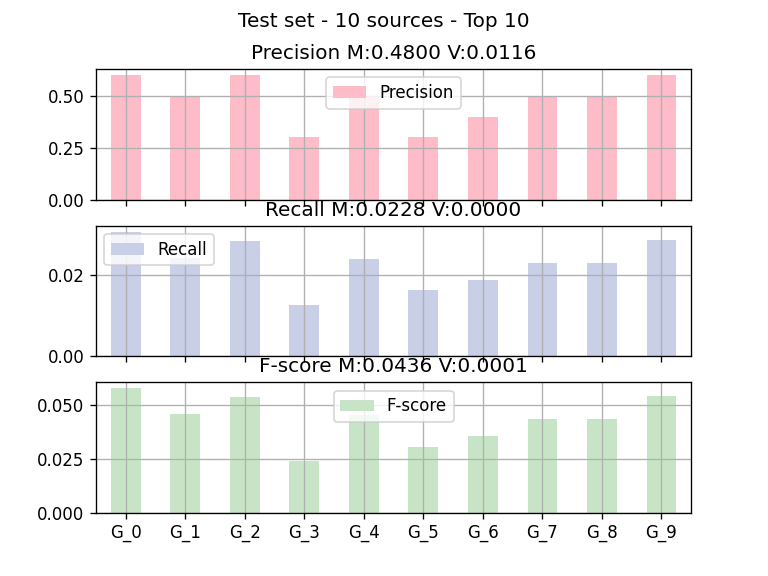 Test set - 10 sources - Top 10
Precision M:0.4800 V:0.0116
Precision
0.50
0.25
0.00
Recall M:0.0228 V:0.0000
Recall
0.02
0.00
F-score M:0.0436 V:0.0001
F-score
0.050
0.025
0.000
G_0 G_1 G_2 G_3 G_4 G_5 G_6 G_7 G_8 G_9